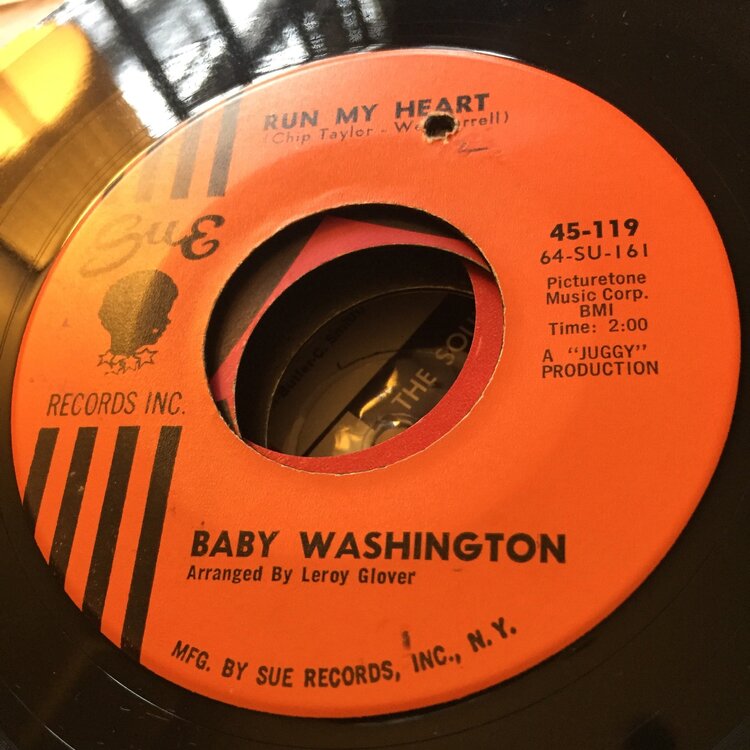 RUN MY HEART
(Chip Taylor -
SuE
RECORDS INC.
45-119
64-SU-161
Picturetone
Music Corp.
BMI
Time: 2:00
A "JUGGY"
PRODUCTION
THE
BABY WASHINGTON
Arranged By Leroy Glover
MFG. BY SUE RECORDS, INC., N.Y.